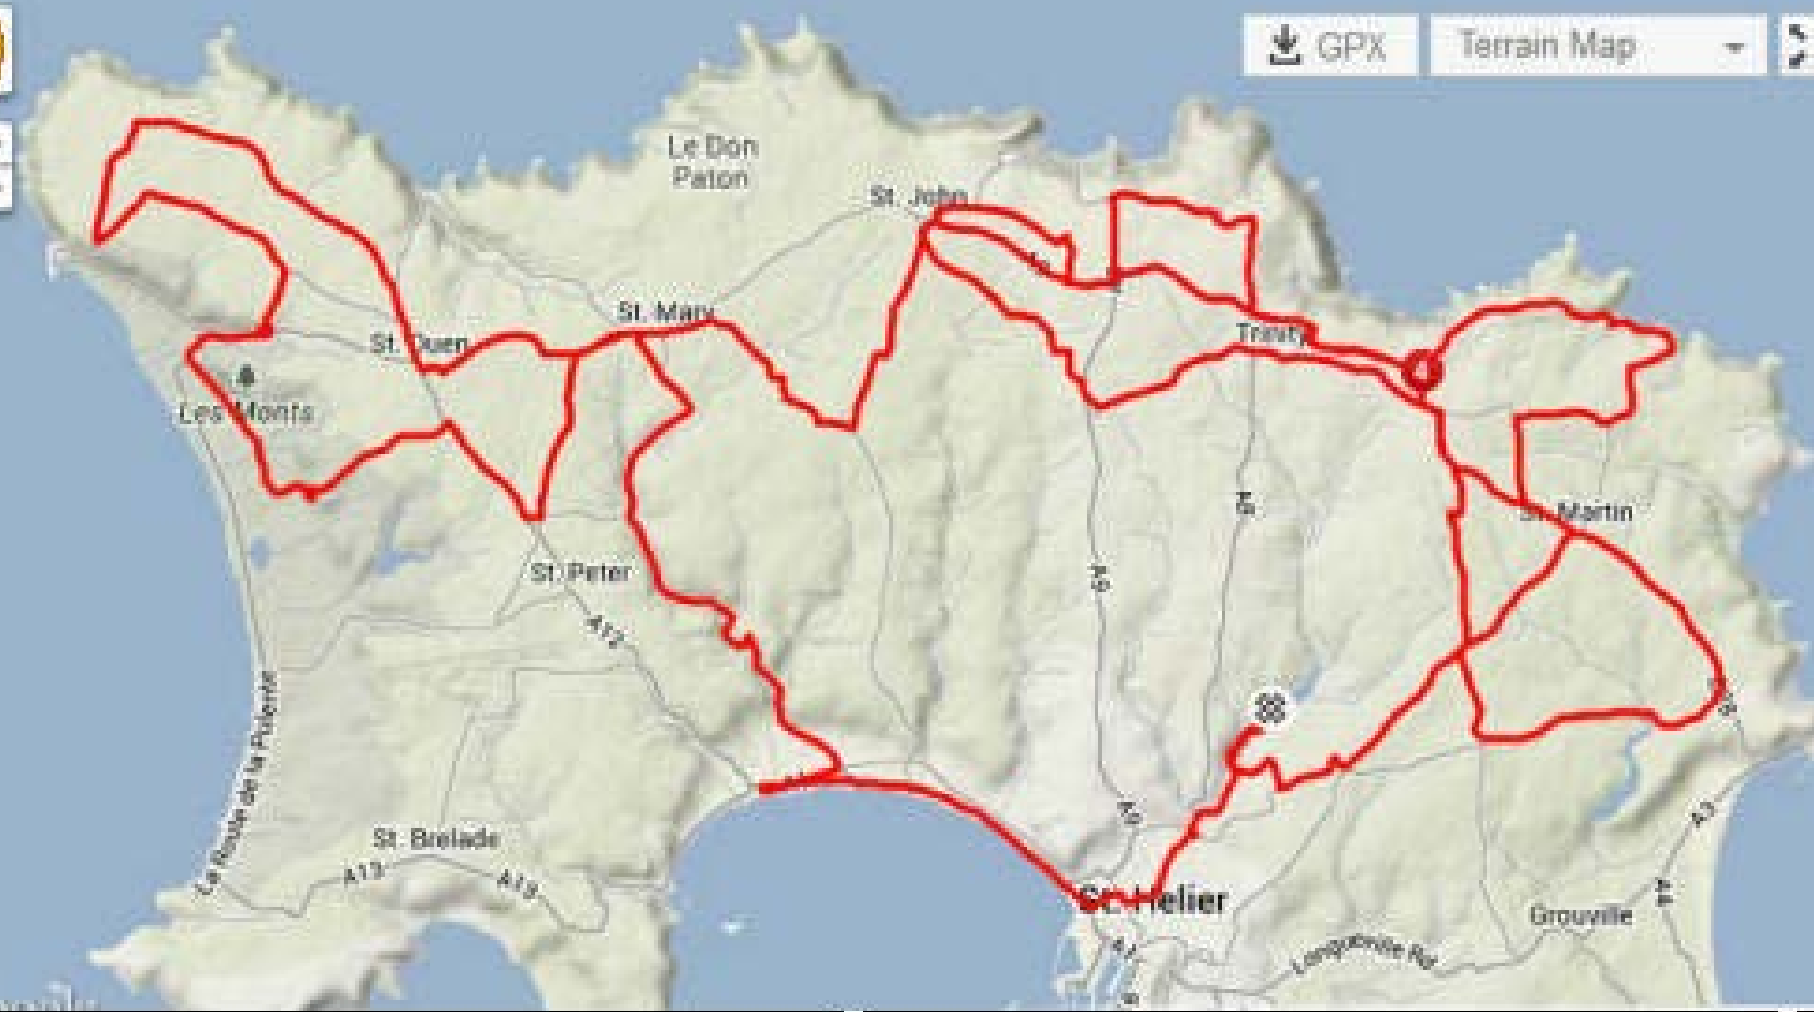 GPX
Terrain Map
Le Don
Paton
St. John
St. Mary
St. Ouen
Trinity
Les Monts
A9
St. Martin
St. Peter
A12
La Route de la Pulente
St. Brelade
A13
A13
A9
St. Helier
Grouville
A3
A4
Longueville Rd